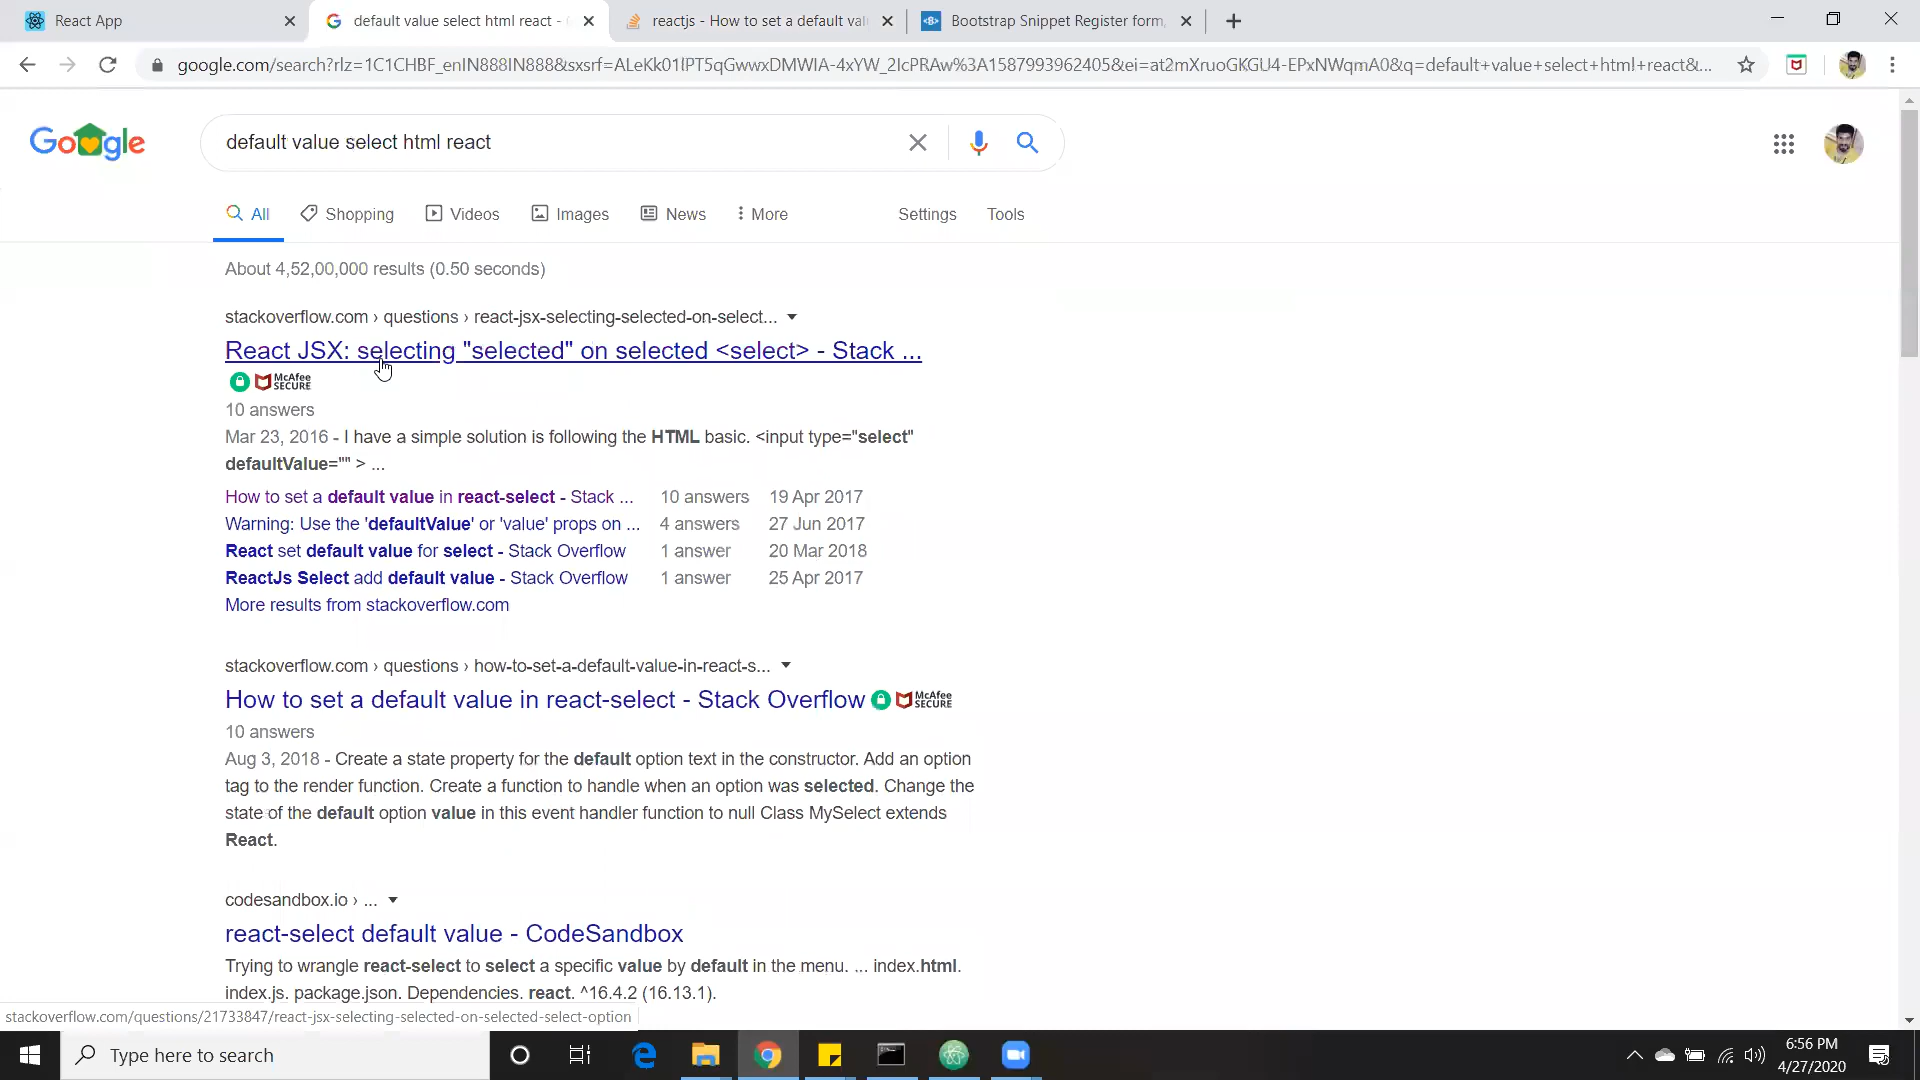 React App
default value select html react -
reactjs - How to set a default val
Bootstrap Snippet Register form,
google.com/search?rlz=1C1CHBF_enIN888IN888&sxsrf=ALeKk01lPT5qGwwxDMWIA-4xYW_2IcPRAw%3A1587993962405&ei=at2mXruoGKGU4-EPxNWqmA0&q=default+value+select+html+react&...
Google
default value select html react
All
Shopping
Videos
Images
News
More
Settings
Tools
About 4,52,00,000 results (0.50 seconds)
stackoverflow.com › questions › react-jsx-selecting-selected-on-select...
React JSX: selecting "selected" on selected <select> - Stack ...
McAfee SECURE
10 answers
Mar 23, 2016 - I have a simple solution is following the HTML basic. <input type="select"
defaultValue="" > ...
How to set a default value in react-select - Stack ... 10 answers 19 Apr 2017
Warning: Use the 'defaultValue' or 'value' props on ... 4 answers 27 Jun 2017
React set default value for select - Stack Overflow 1 answer 20 Mar 2018
ReactJs Select add default value - Stack Overflow 1 answer 25 Apr 2017
More results from stackoverflow.com
stackoverflow.com › questions › how-to-set-a-default-value-in-react-s...
How to set a default value in react-select - Stack Overflow McAfee SECURE
10 answers
Aug 3, 2018 - Create a state property for the default option text in the constructor. Add an option
tag to the render function. Create a function to handle when an option was selected. Change the
state of the default option value in this event handler function to null Class MySelect extends
React.
codesandbox.io › ...
react-select default value - CodeSandbox
Trying to wrangle react-select to select a specific value by default in the menu. ... index.html.
index.js. package.json. Dependencies. react. ^16.4.2 (16.13.1).
stackoverflow.com/questions/21733847/react-jsx-selecting-selected-on-selected-select-option
Type here to search
6:56 PM
4/27/2020